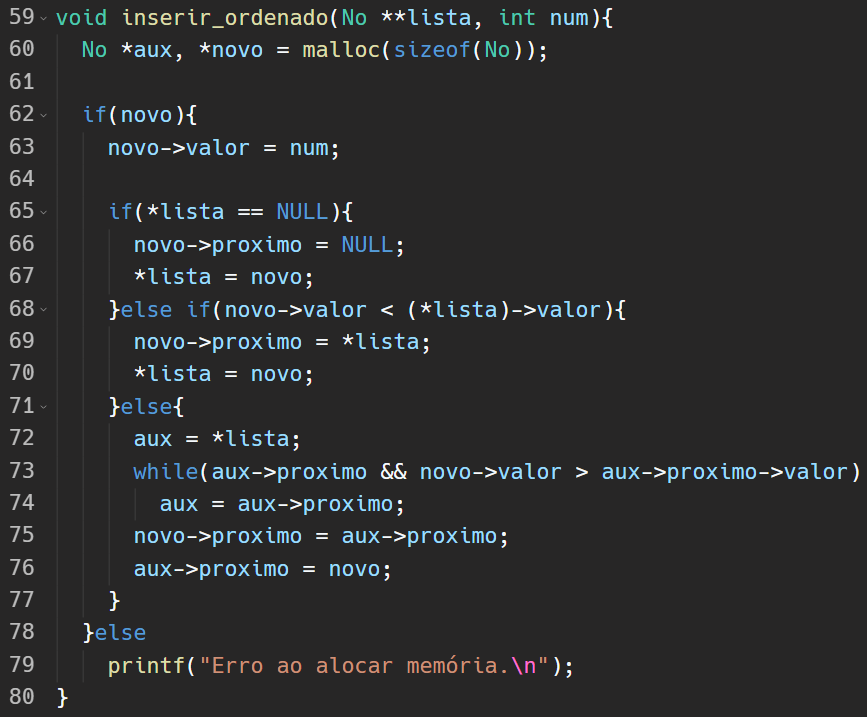 59 void inserir_ordenado(No **lista, int num){
60   No *aux, *novo = malloc(sizeof(No));
61
62   if(novo){
63     novo->valor = num;
64
65     if(*lista == NULL){
66       novo->proximo = NULL;
67       *lista = novo;
68     }else if(novo->valor < (*lista)->valor){
69       novo->proximo = *lista;
70       *lista = novo;
71     }else{
72       aux = *lista;
73       while(aux->proximo && novo->valor > aux->proximo->valor)
74         aux = aux->proximo;
75       novo->proximo = aux->proximo;
76       aux->proximo = novo;
77     }
78   }else
79     printf("Erro ao alocar memória.\n");
80 }